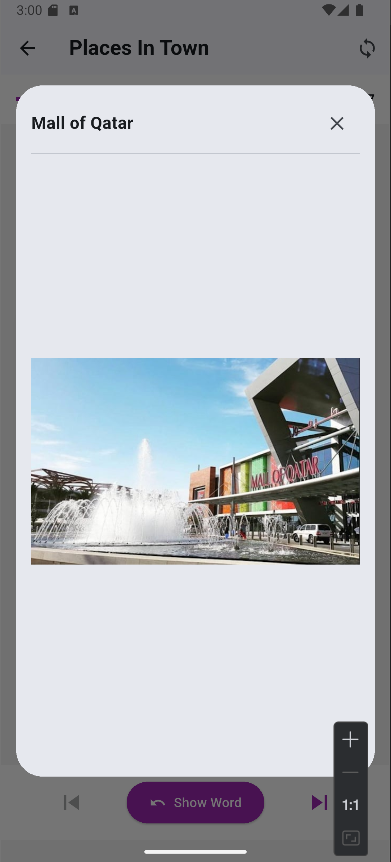 3:00
Places In Town
Mall of Qatar
MALL OF QATAR
Show Word
1:1